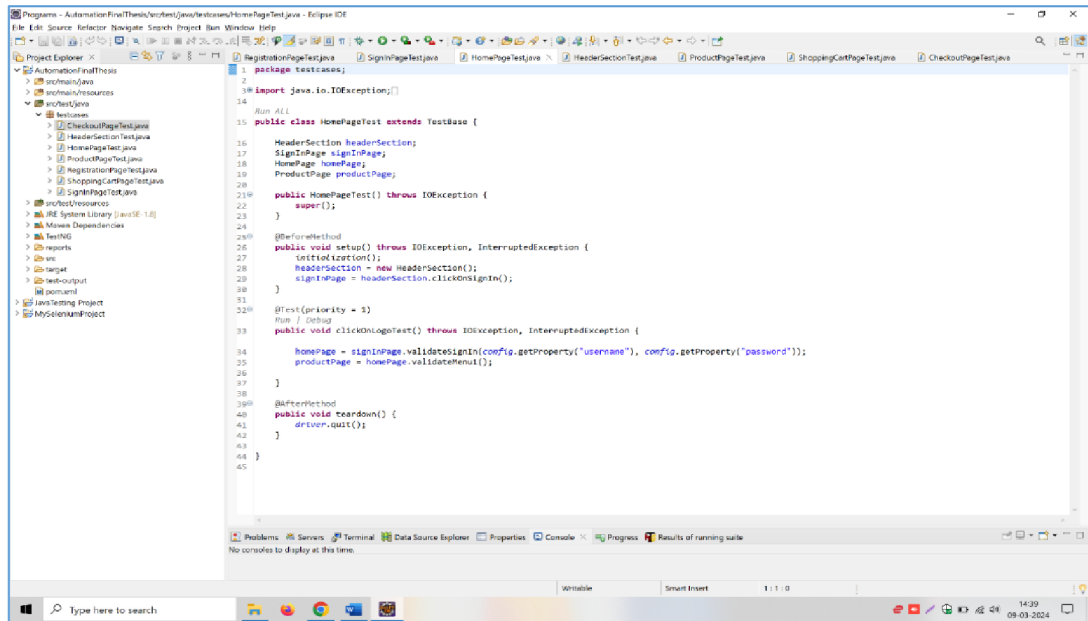 Programs - AutomationFinalThesis/src/test/java/testcases/HomePageTest.java - Eclipse IDE
File Edit Source Refactor Navigate Search Project Run Window Help
Project Explorer
RegistrationPageTest.java SignInPageTest.java HomePageTest.java HeaderSectionTest.java ProductPageTest.java ShoppingCartPageTest.java CheckoutPageTest.java
AutomationFinalThesis
src/main/java
src/main/resources
src/test/java
testcases
CheckoutPageTest.java
HeaderSectionTest.java
HomePageTest.java
ProductPageTest.java
RegistrationPageTest.java
ShoppingCartPageTest.java
SignInPageTest.java
src/test/resources
JRE System Library [JavaSE-1.8]
Maven Dependencies
TestNG
reports
src
target
test-output
pom.xml
JavaTesting Project
MySeleniumProject
1 package testcases;
2
3 import java.io.IOException;
14
Run All
15 public class HomePageTest extends TestBase {
16 HeaderSection headerSection;
17 SignInPage signInPage;
18 HomePage homePage;
19 ProductPage productPage;
20
21 public HomePageTest() throws IOException {
22 super();
23 }
24
25 @BeforeMethod
26 public void setup() throws IOException, InterruptedException {
27 initialization();
28 headerSection = new HeaderSection();
29 signInPage = headerSection.clickOnSignIn();
30 }
31
32 @Test(priority = 1)
Run | Debug
33 public void clickOnLogoTest() throws IOException, InterruptedException {
34 homePage = signInPage.validateSignIn(config.getProperty("username"), config.getProperty("password"));
35 productPage = homePage.validateMenu1();
36
37 }
38
39 @AfterMethod
40 public void teardown() {
41 driver.quit();
42 }
43
44 }
45
Problems Servers Terminal Data Source Explorer Properties Console Progress Results of running suite
No consoles to display at this time.
Writable Smart Insert 1 : 1 : 0
Type here to search
14:39
09-03-2024